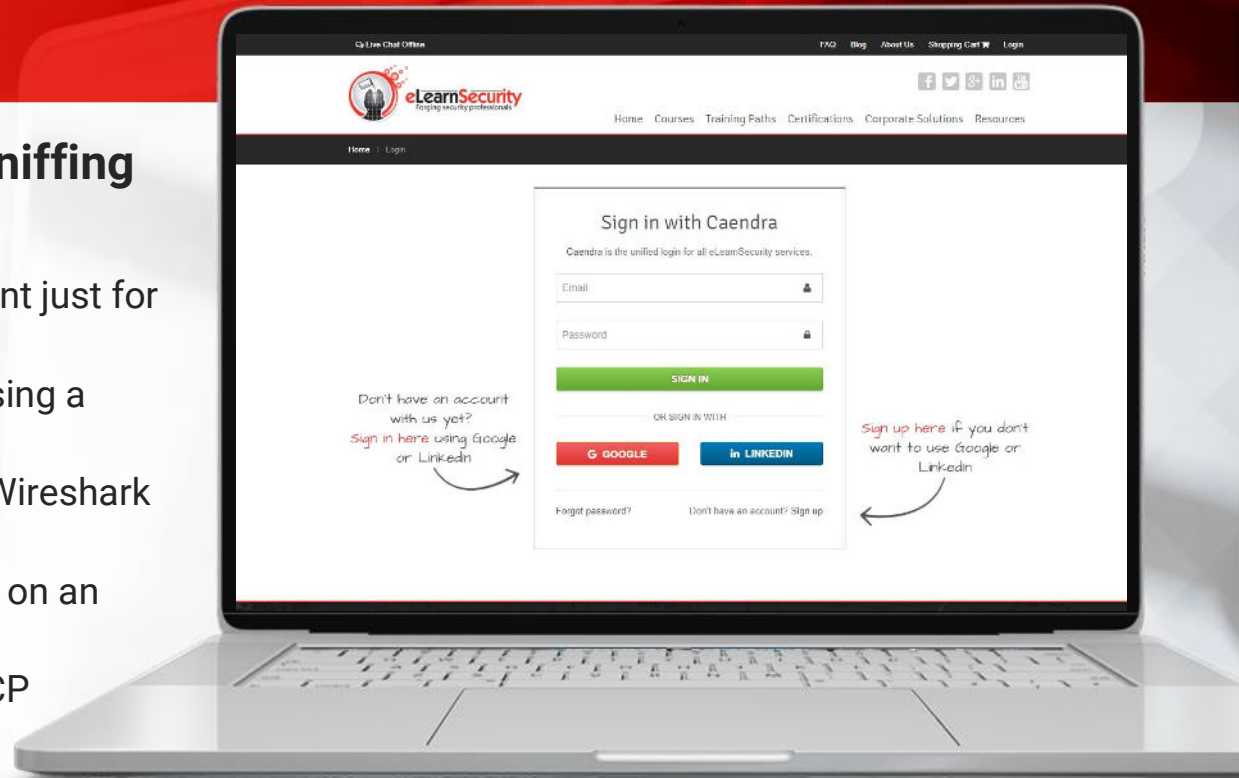 niffing
nt just for
sing a
Wireshark
on an
CP
Live Chat Offline
FAQ Blog About Us Shopping Cart Login
eLearnSecurity
Forging security professionals
Home Courses Training Paths Certifications Corporate Solutions Resources
Home : Login
Sign in with Caendra
Caendra is the unified login for all eLearnSecurity services.
Email
Password
SIGN IN
OR SIGN IN WITH
G GOOGLE in LINKEDIN
Forgot password? Don't have an account? Sign up
Don't have an account
with us yet?
Sign in here using Google
or LinkedIn
Sign up here if you don't
want to use Google or
LinkedIn